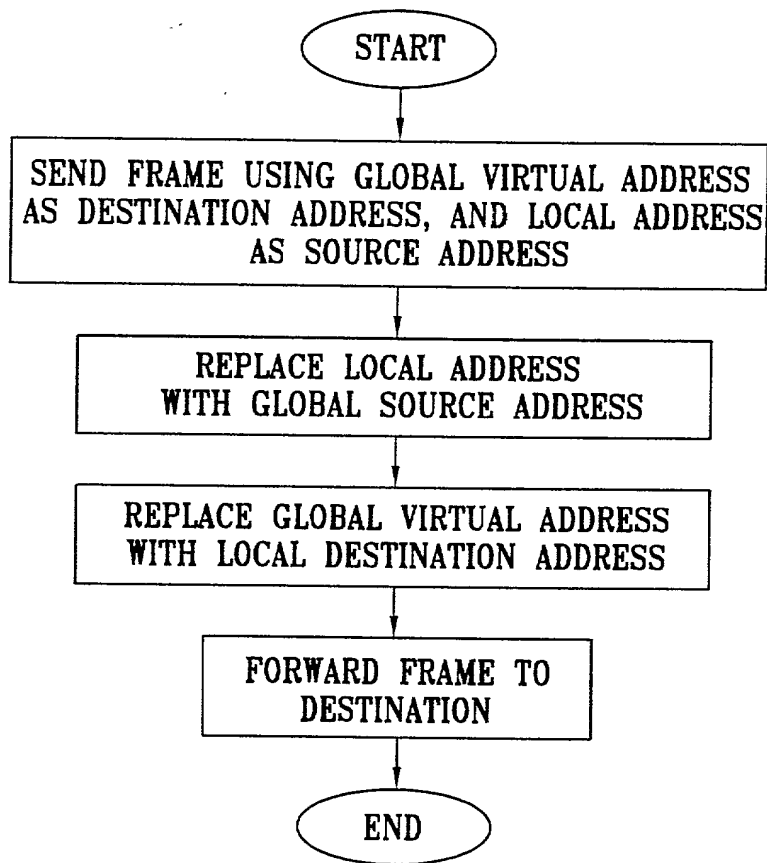 START
SEND FRAME USING GLOBAL VIRTUAL ADDRESS
AS DESTINATION ADDRESS, AND LOCAL ADDRESS
AS SOURCE ADDRESS
REPLACE LOCAL ADDRESS
WITH GLOBAL SOURCE ADDRESS
REPLACE GLOBAL VIRTUAL ADDRESS
WITH LOCAL DESTINATION ADDRESS
FORWARD FRAME TO
DESTINATION
END